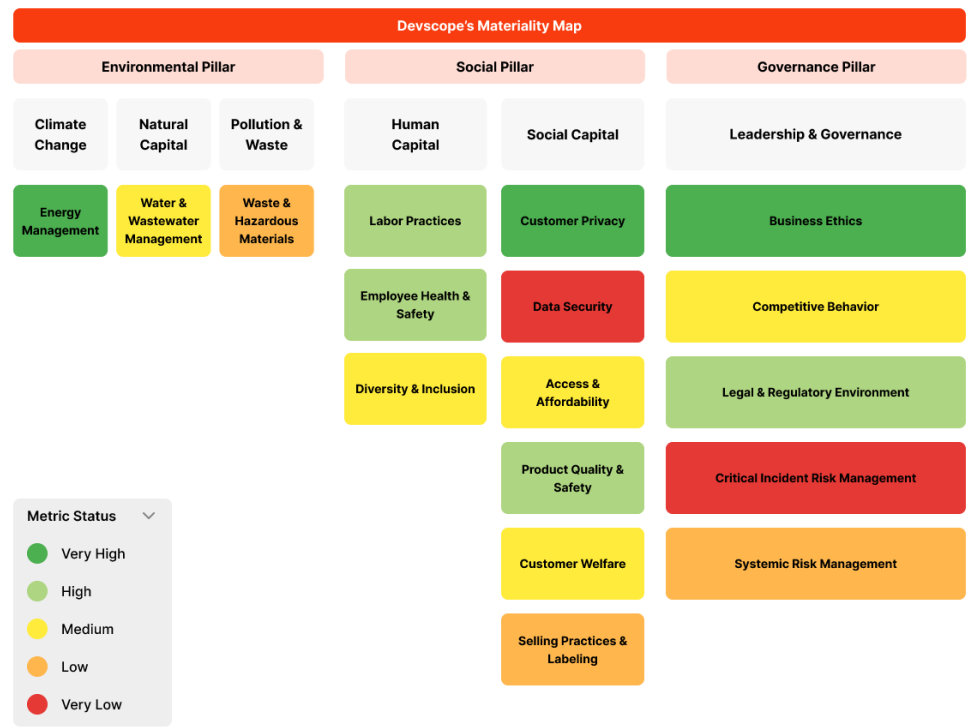 Devscope's Materiality Map
Environmental Pillar
Social Pillar
Governance Pillar
Climate
Change
Natural
Capital
Pollution &
Waste
Human
Capital
Social Capital
Leadership & Governance
Energy
Management
Water &
Wastewater
Management
Waste &
Hazardous
Materials
Labor Practices
Customer Privacy
Business Ethics
Employee Health &
Safety
Data Security
Competitive Behavior
Diversity & Inclusion
Access &
Affordability
Legal & Regulatory Environment
Product Quality &
Safety
Critical Incident Risk Management
Customer Welfare
Systemic Risk Management
Selling Practices &
Labeling
Metric Status
Very High
High
Medium
Low
Very Low